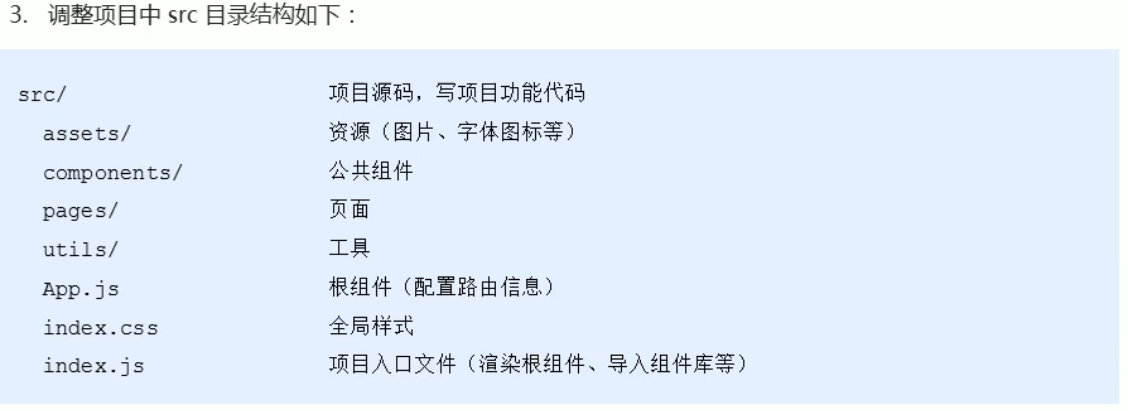 3. 调整项目中 src 目录结构如下：
src/ 项目源码，写项目功能代码
assets/ 资源（图片、字体图标等）
components/ 公共组件
pages/ 页面
utils/ 工具
App.js 根组件（配置路由信息）
index.css 全局样式
index.js 项目入口文件（渲染根组件、导入组件库等）